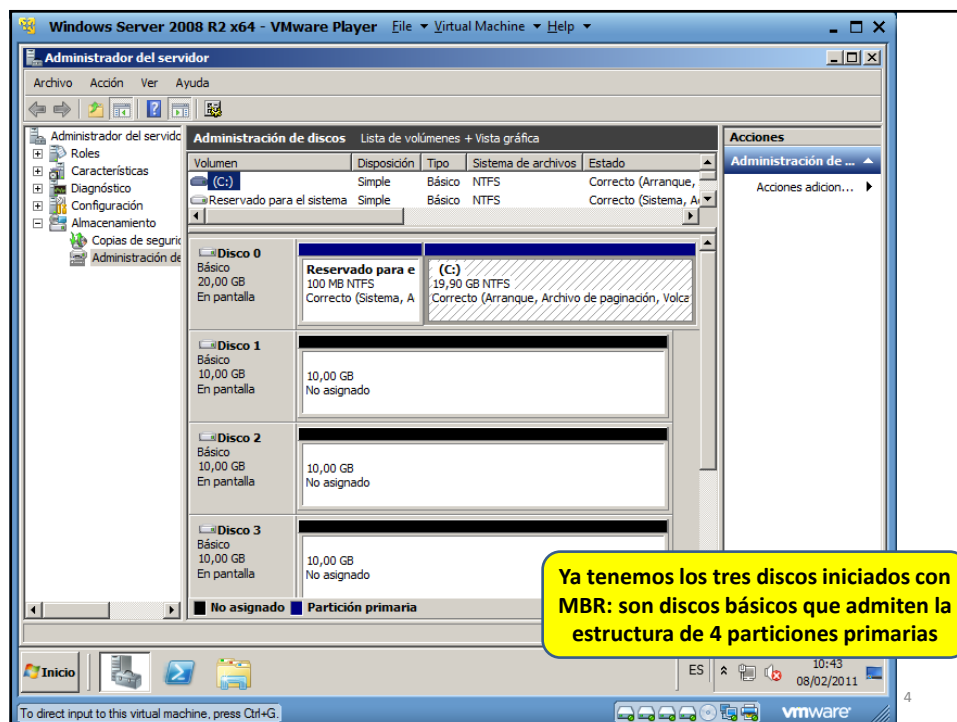 Windows Server 2008 R2 x64 - VMware Player File Virtual Machine Help
Administrador del servidor
Archivo Acción Ver Ayuda
Administrador del servido
Roles
Características
Diagnóstico
Configuración
Almacenamiento
Copias de seguric
Administración de
Administración de discos Lista de volúmenes + Vista gráfica
Volumen Disposición Tipo Sistema de archivos Estado
(C:) Simple Básico NTFS Correcto (Arranque,
Reservado para el sistema Simple Básico NTFS Correcto (Sistema, A
Disco 0
Básico
20,00 GB
En pantalla
Reservado para e
100 MB NTFS
Correcto (Sistema, A
(C:)
19,90 GB NTFS
Correcto (Arranque, Archivo de paginación, Volca
Disco 1
Básico
10,00 GB
En pantalla
10,00 GB
No asignado
Disco 2
Básico
10,00 GB
En pantalla
10,00 GB
No asignado
Disco 3
Básico
10,00 GB
En pantalla
10,00 GB
No asignado
No asignado Partición primaria
Acciones
Administración de ...
Acciones adicion...
Ya tenemos los tres discos iniciados con
MBR: son discos básicos que admiten la
estructura de 4 particiones primarias
Inicio
ES
10:43
08/02/2011
4
To direct input to this virtual machine, press Ctrl+G.
vmware